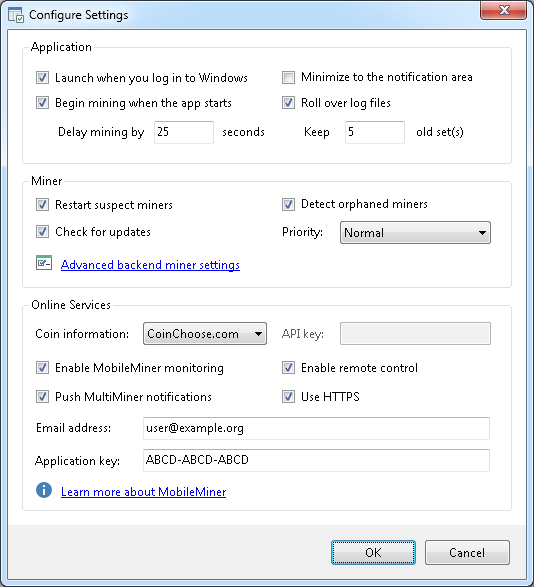 Configure Settings
Application
Launch when you log in to Windows
Minimize to the notification area
Begin mining when the app starts
Roll over log files
Delay mining by 25 seconds
Keep 5 old set(s)
Miner
Restart suspect miners
Detect orphaned miners
Check for updates
Priority: Normal
Advanced backend miner settings
Online Services
Coin information: CoinChoose.com
API key:
Enable MobileMiner monitoring
Enable remote control
Push MultiMiner notifications
Use HTTPS
Email address: user@example.org
Application key: ABCD-ABCD-ABCD
Learn more about MobileMiner
OK
Cancel